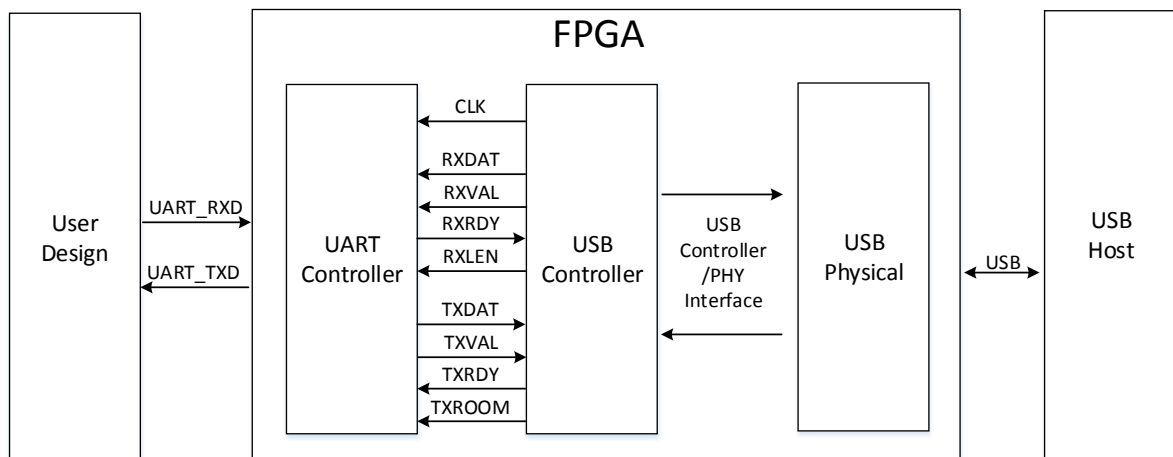 FPGA
User
Design
UART_RXD
UART_TXD
UART
Controller
CLK
RXDAT
RXVAL
RXRDY
RXLEN
TXDAT
TXVAL
TXRDY
TXROOM
USB
Controller
USB
Controller
/PHY
Interface
USB
Physical
USB
USB
Host